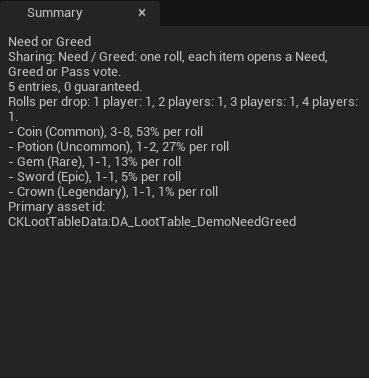 Summary ×
Need or Greed
Sharing: Need / Greed: one roll, each item opens a Need,
Greed or Pass vote.
5 entries, 0 guaranteed.
Rolls per drop: 1 player: 1, 2 players: 1, 3 players: 1, 4 players:
1.
- Coin (Common), 3-8, 53% per roll
- Potion (Uncommon), 1-2, 27% per roll
- Gem (Rare), 1-1, 13% per roll
- Sword (Epic), 1-1, 5% per roll
- Crown (Legendary), 1-1, 1% per roll
Primary asset id:
CKLootTableData:DA_LootTable_DemoNeedGreed